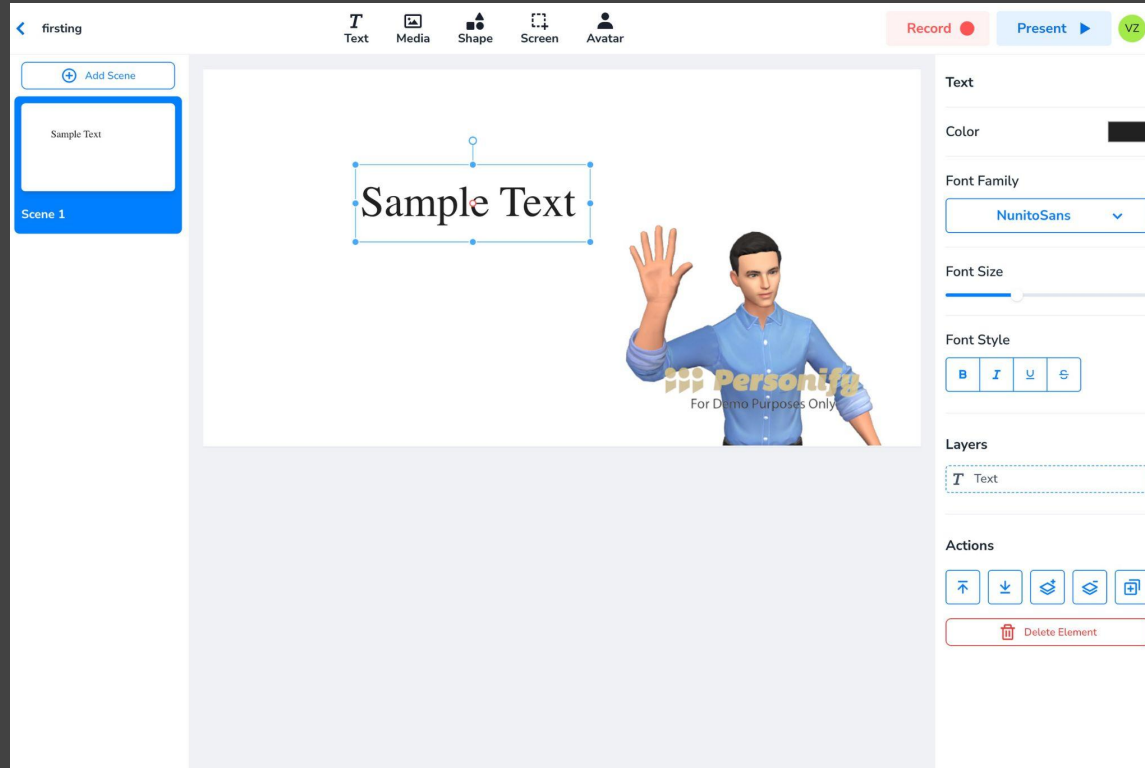 firsting
Text
Media
Shape
Screen
Avatar
Record
Present
VZ
Add Scene
Sample Text
Scene 1
Sample Text
Personify
For Demo Purposes Only
Text
Color
Font Family
NunitoSans
Font Size
Font Style
B I U S
Layers
T Text
Actions
Delete Element